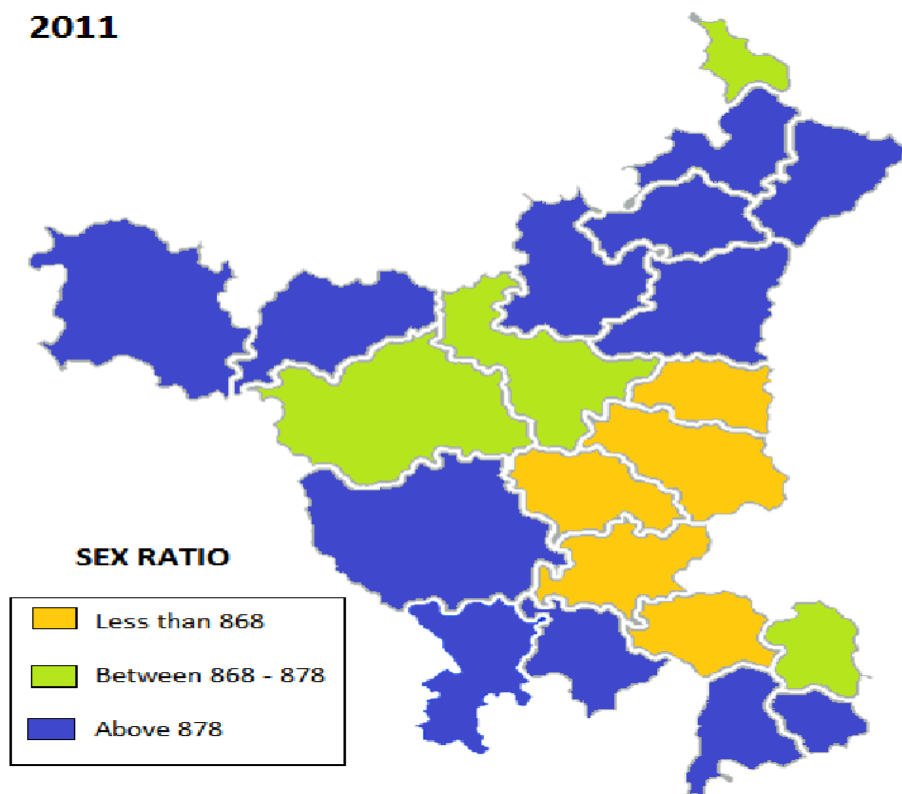 2011
SEX RATIO
Less than 868
Between 868 - 878
Above 878